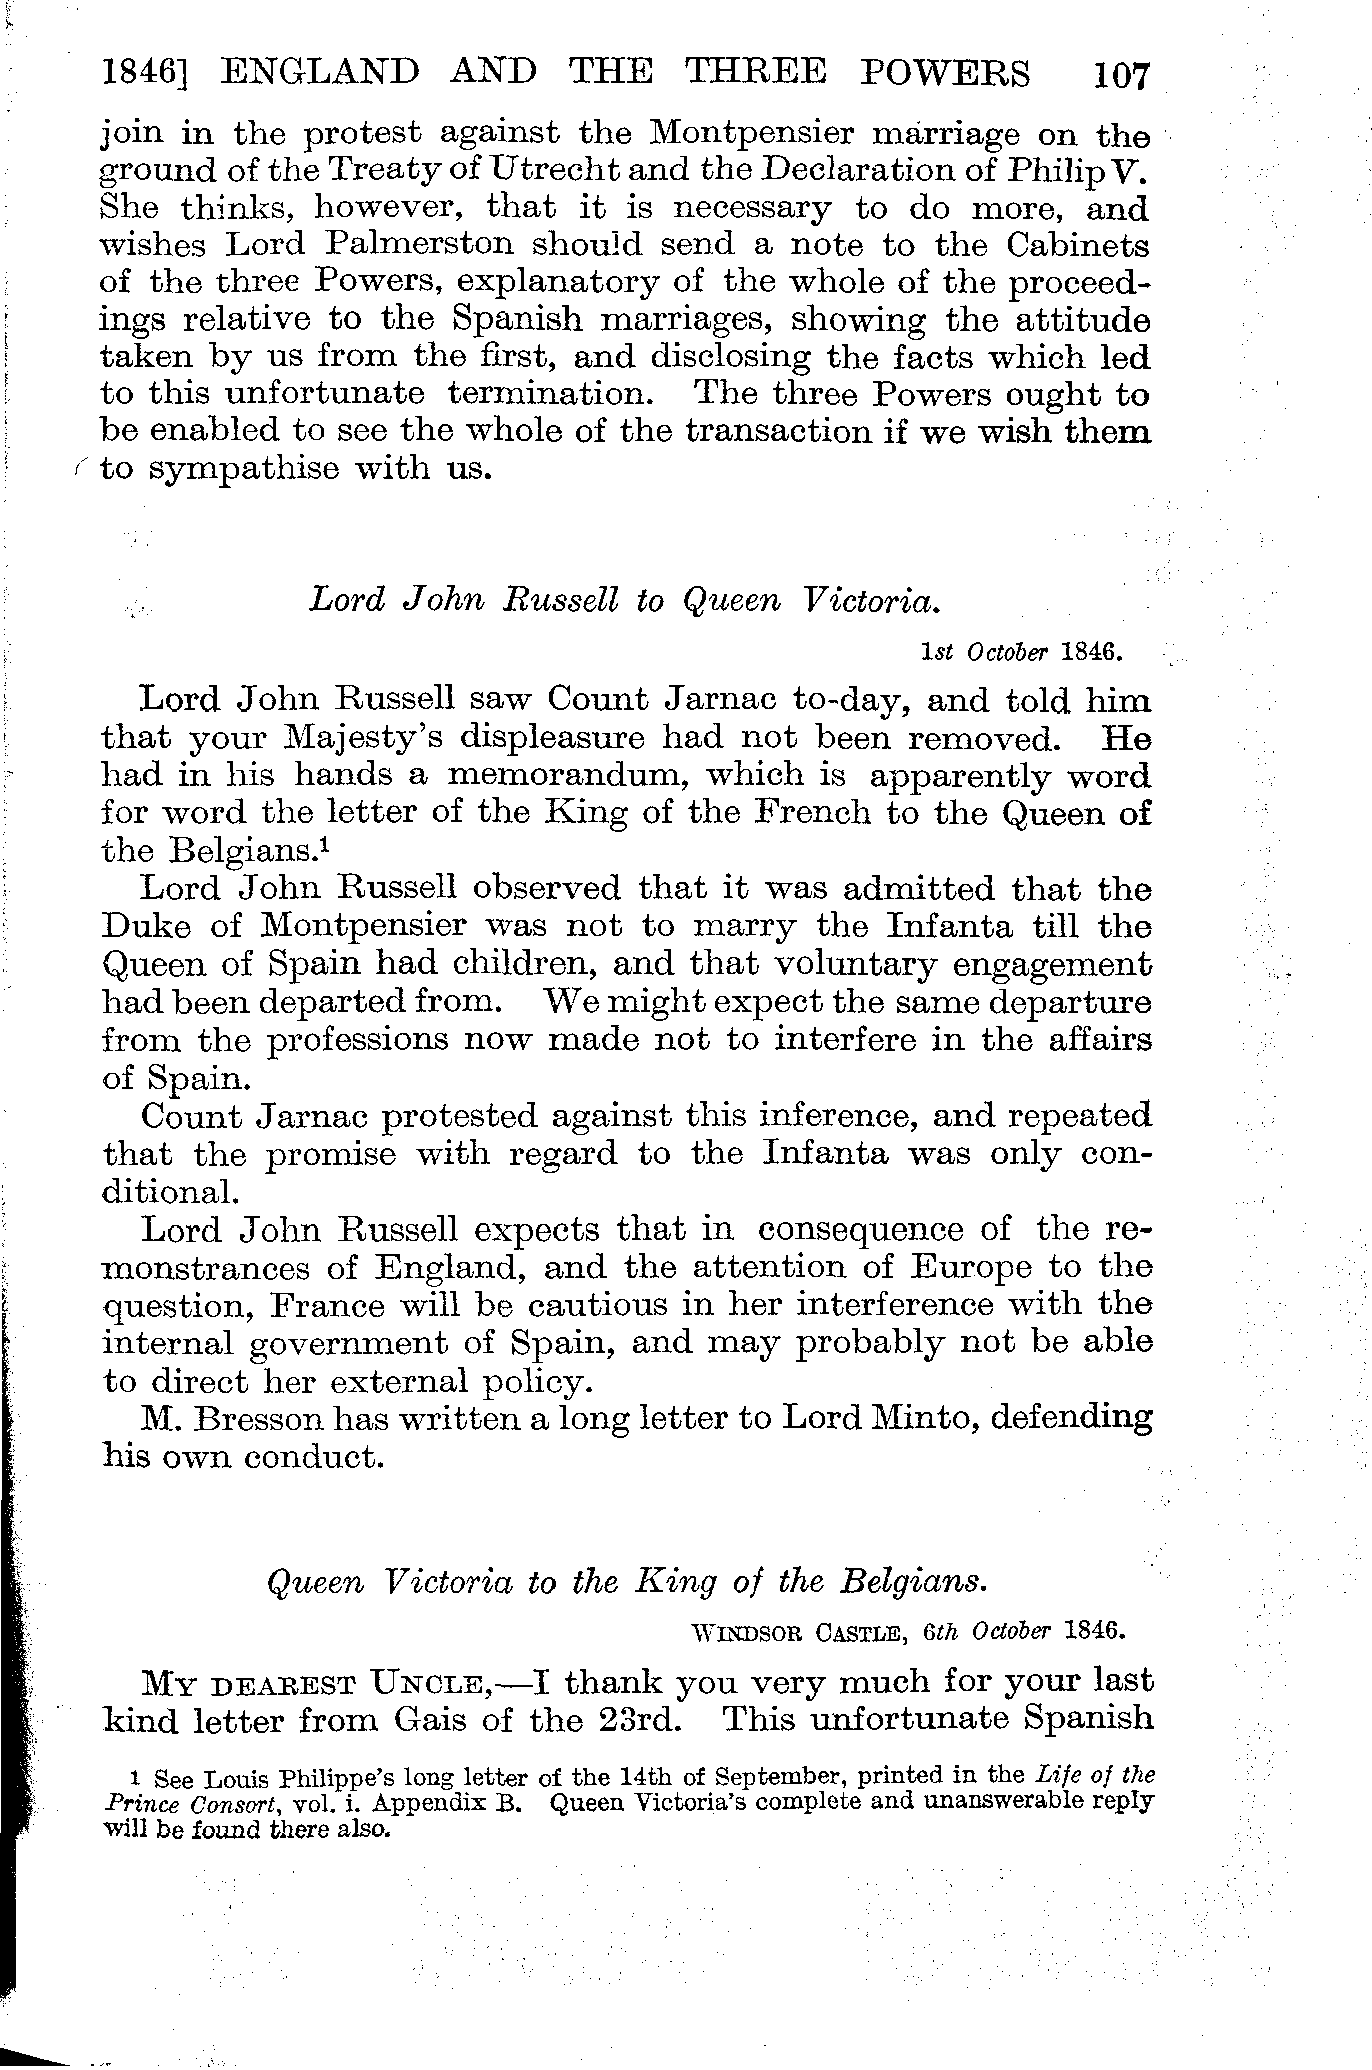 1846] ENGLAND AND THE THREE POWERS 107
join in the protest against the Montpensier marriage on the
ground of the Treaty of Utrecht and the Declaration of Philip V.
She thinks, however, that it is necessary to do more, and
wishes Lord Palmerston should send a note to the Cabinets
of the three Powers, explanatory of the whole of the proceed-
ings relative to the Spanish marriages, showing the attitude
taken by us from the first, and disclosing the facts which led
to this unfortunate termination. The three Powers ought to
be enabled to see the whole of the transaction if we wish them
to sympathise with us.
Lord John Russell to Queen Victoria.
1st October 1846.
Lord John Russell saw Count Jarnac to-day, and told him
that your Majesty's displeasure had not been removed. He
had in his hands a memorandum, which is apparently word
for word the letter of the King of the French to the Queen of
the Belgians.¹
Lord John Russell observed that it was admitted that the
Duke of Montpensier was not to marry the Infanta till the
Queen of Spain had children, and that voluntary engagement
had been departed from. We might expect the same departure
from the professions now made not to interfere in the affairs
of Spain.
Count Jarnac protested against this inference, and repeated
that the promise with regard to the Infanta was only con-
ditional.
Lord John Russell expects that in consequence of the re-
monstrances of England, and the attention of Europe to the
question, France will be cautious in her interference with the
internal government of Spain, and may probably not be able
to direct her external policy.
M. Bresson has written a long letter to Lord Minto, defending
his own conduct.
Queen Victoria to the King of the Belgians.
WINDSOR CASTLE, 6th October 1846.
MY DEAREST UNCLE,—I thank you very much for your last
kind letter from Gais of the 23rd. This unfortunate Spanish
1 See Louis Philippe's long letter of the 14th of September, printed in the Life of the
Prince Consort, vol. i. Appendix B. Queen Victoria's complete and unanswerable reply
will be found there also.